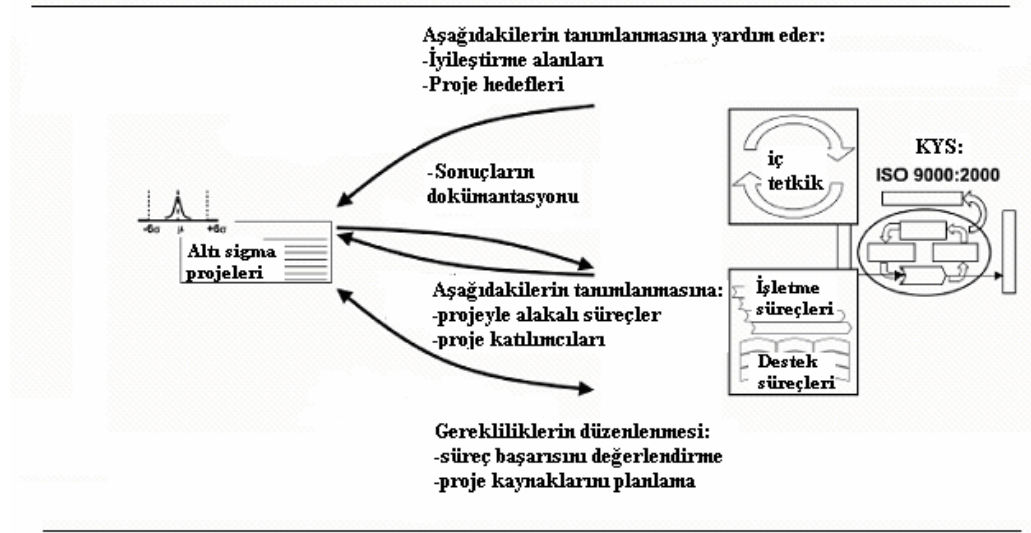 Aşağıdakilerin tanımlanmasına yardım eder:
-İyileştirme alanları
-Proje hedefleri
-Sonuçların
dokümantasyonu
-6σ μ +6σ
Altı sigma
projeleri
Aşağıdakilerin tanımlanmasına:
-projeyle alakalı süreçler
-proje katılımcıları
Gerekliliklerin düzenlenmesi:
-süreç başarısını değerlendirme
-proje kaynaklarını planlama
iç
tetkik
KYS:
ISO 9000:2000
İşletme
süreçleri
Destek
süreçleri